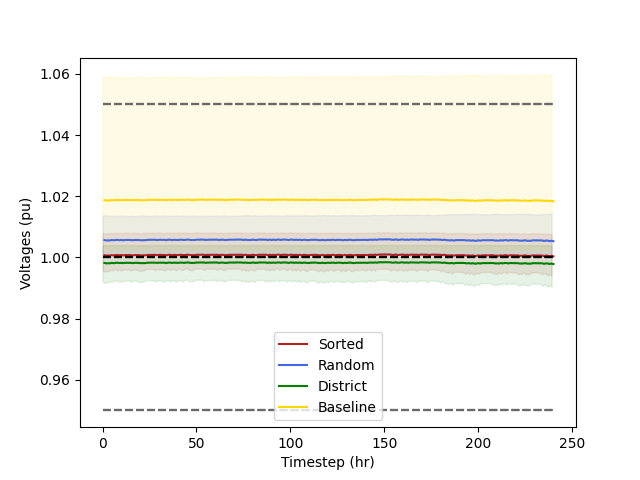 1.06
1.04
1.02
1.00
0.98
0.96
Voltages (pu)
Sorted
Random
District
Baseline
0 50 100 150 200 250
Timestep (hr)